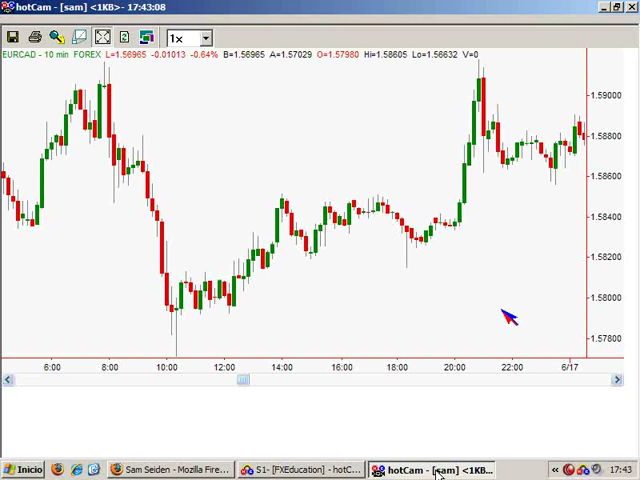 hotCam - [sam] <1KB> - 17:43:08
1x
EURCAD - 10 min FOREX L=1.56965 -0.01013 -0.64% B=1.56965 A=1.57029 O=1.57980 Hi=1.58605 Lo=1.56632 V=0
1.59000
1.58800
1.58600
1.58400
1.58200
1.58000
1.57800
6:00 8:00 10:00 12:00 14:00 16:00 18:00 20:00 22:00 6/17
Inicio Sam Seiden - Mozilla Fire... S1- [FXEducation] - hotC... hotCam - [sam] <1KB... « 17:43